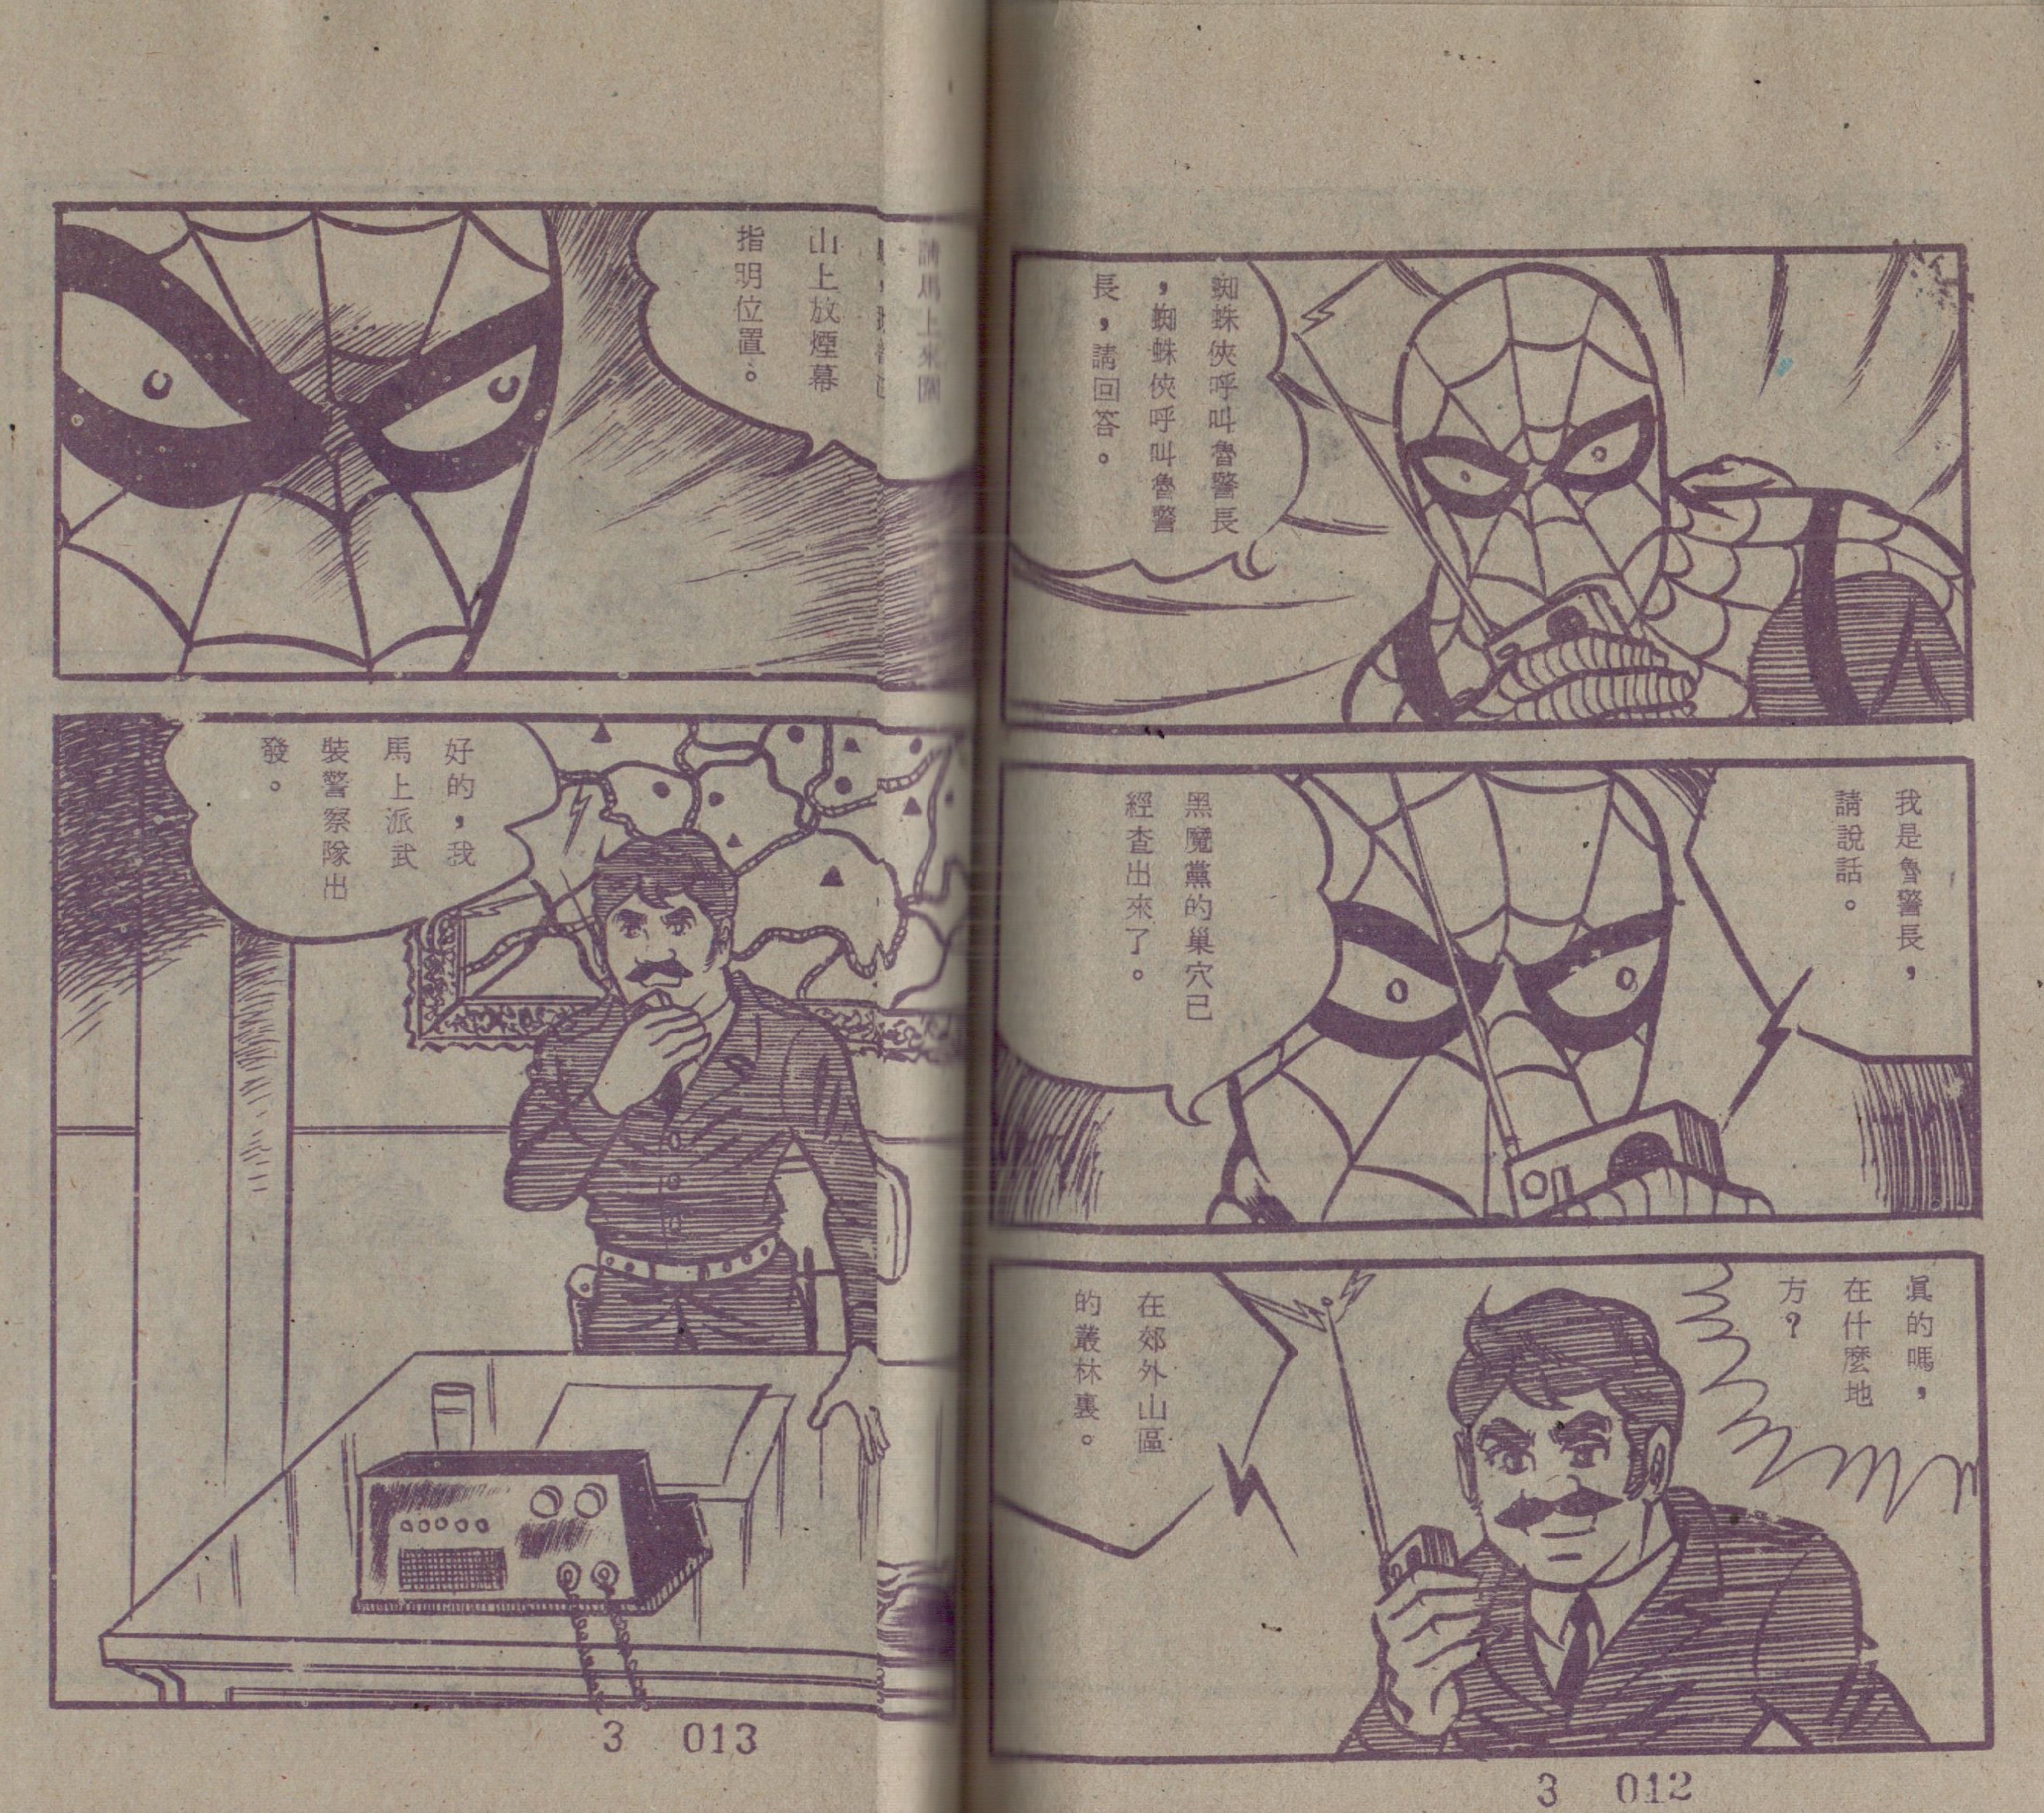 蜘蛛俠呼叫魯警長
，蜘蛛俠呼叫魯警
長，請回答。
我是魯警長，
請說話。
黑魔黨的巢穴已
經查出來了。
眞的嗎，
在什麼地
方？
在郊外山區
的叢林裏。
3 012
請馬上來圍
山上放煙幕
指明位置。
好的，我
馬上派武
裝警察隊出
發。
3 013